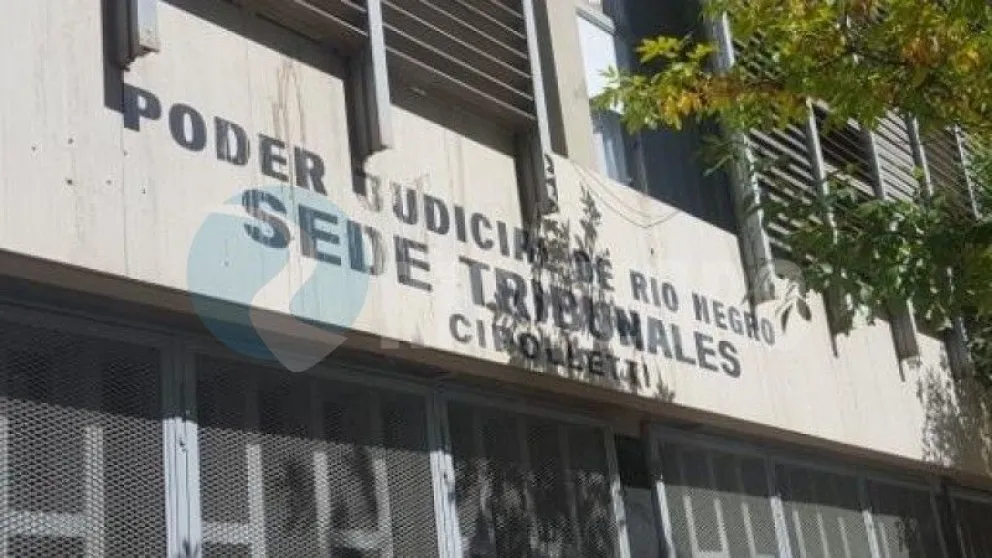 PODER JUDICIAL DE RIO NEGRO
SEDE TRIBUNALES
CIPOLLETTI